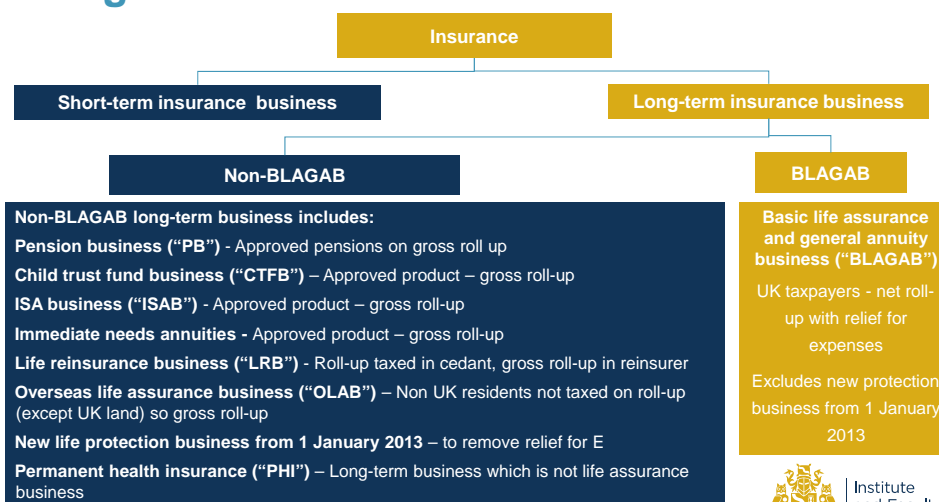 Insurance
Short-term insurance business
Long-term insurance business
Non-BLAGAB
BLAGAB
Non-BLAGAB long-term business includes:
Pension business (“PB”) - Approved pensions on gross roll up
Child trust fund business (“CTFB”) – Approved product – gross roll-up
ISA business (“ISAB”) - Approved product – gross roll-up
Immediate needs annuities - Approved product – gross roll-up
Life reinsurance business (“LRB”) - Roll-up taxed in cedant, gross roll-up in reinsurer
Overseas life assurance business (“OLAB”) – Non UK residents not taxed on roll-up
(except UK land) so gross roll-up
New life protection business from 1 January 2013 – to remove relief for E
Permanent health insurance (“PHI”) – Long-term business which is not life assurance
business
Basic life assurance
and general annuity
business (“BLAGAB”)
UK taxpayers - net roll-
up with relief for
expenses
Excludes new protection
business from 1 January
2013
Institute